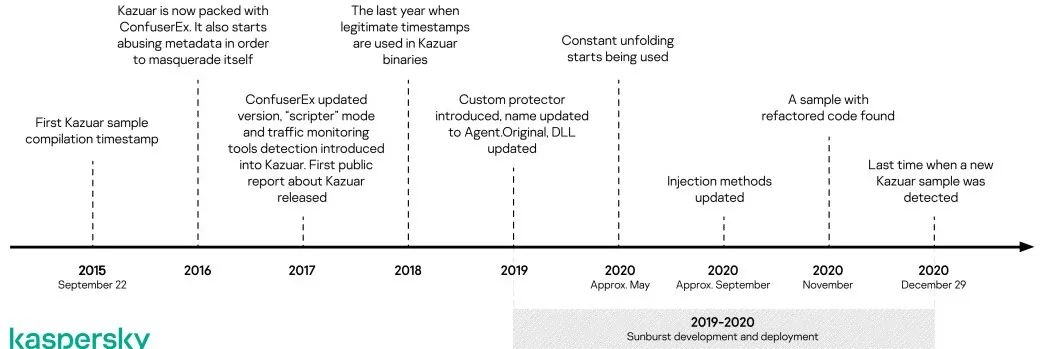 Kazuar is now packed with
ConfuserEx. It also starts
abusing metadata in order
to masquerade itself
The last year when
legitimate timestamps
are used in Kazuar
binaries
Constant unfolding
starts being used
First Kazuar sample
compilation timestamp
ConfuserEx updated
version, “scripter” mode
and traffic monitoring
tools detection introduced
into Kazuar. First public
report about Kazuar
released
Custom protector
introduced, name updated
to Agent.Original, DLL
updated
A sample with
refactored code found
Injection methods
updated
Last time when a new
Kazuar sample was
detected
2015
September 22
2016
2017
2018
2019
2020
Approx. May
2020
Approx. September
2020
November
2020
December 29
2019-2020
Sunburst development and deployment
kaspersky